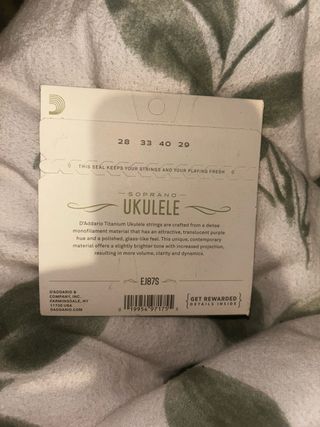 28 33 40 29
THIS SEAL KEEPS YOUR STRINGS AND YOUR PLAYING FRESH
SOPRANO
UKULELE
D'Addario Titanium Ukulele strings are crafted from a dense
monofilament material that has an attractive, translucent purple
hue and a polished, glass-like feel. This unique, contemporary
material offers a slightly brighter tone with increased projection,
resulting in more volume, clarity and dynamics.
EJ87S
D'ADDARIO &
COMPANY, INC.
FARMINGDALE, NY
11735 USA
DADDARIO.COM
GET REWARDED
DETAILS INSIDE